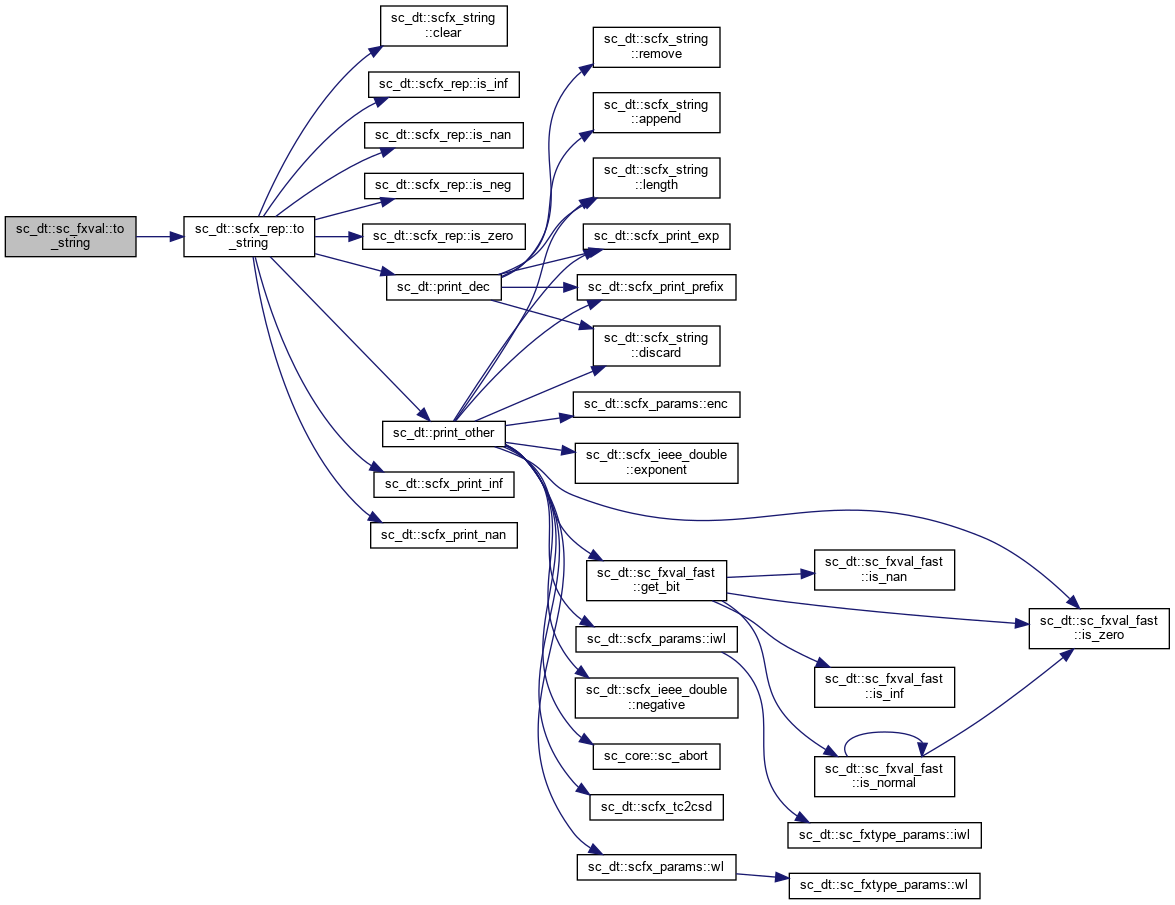 sc_dt::sc_fxval::to
_string
sc_dt::scfx_rep::to
_string
sc_dt::scfx_string
::clear
sc_dt::scfx_rep::is_inf
sc_dt::scfx_rep::is_nan
sc_dt::scfx_rep::is_neg
sc_dt::scfx_rep::is_zero
sc_dt::print_dec
sc_dt::print_other
sc_dt::scfx_print_inf
sc_dt::scfx_print_nan
sc_dt::scfx_string
::remove
sc_dt::scfx_string
::append
sc_dt::scfx_string
::length
sc_dt::scfx_print_exp
sc_dt::scfx_print_prefix
sc_dt::scfx_string
::discard
sc_dt::scfx_params::enc
sc_dt::scfx_ieee_double
::exponent
sc_dt::sc_fxval_fast
::get_bit
sc_dt::scfx_params::iwl
sc_dt::scfx_ieee_double
::negative
sc_core::sc_abort
sc_dt::scfx_tc2csd
sc_dt::scfx_params::wl
sc_dt::sc_fxval_fast
::is_nan
sc_dt::sc_fxval_fast
::is_inf
sc_dt::sc_fxval_fast
::is_normal
sc_dt::sc_fxtype_params::iwl
sc_dt::sc_fxtype_params::wl
sc_dt::sc_fxval_fast
::is_zero